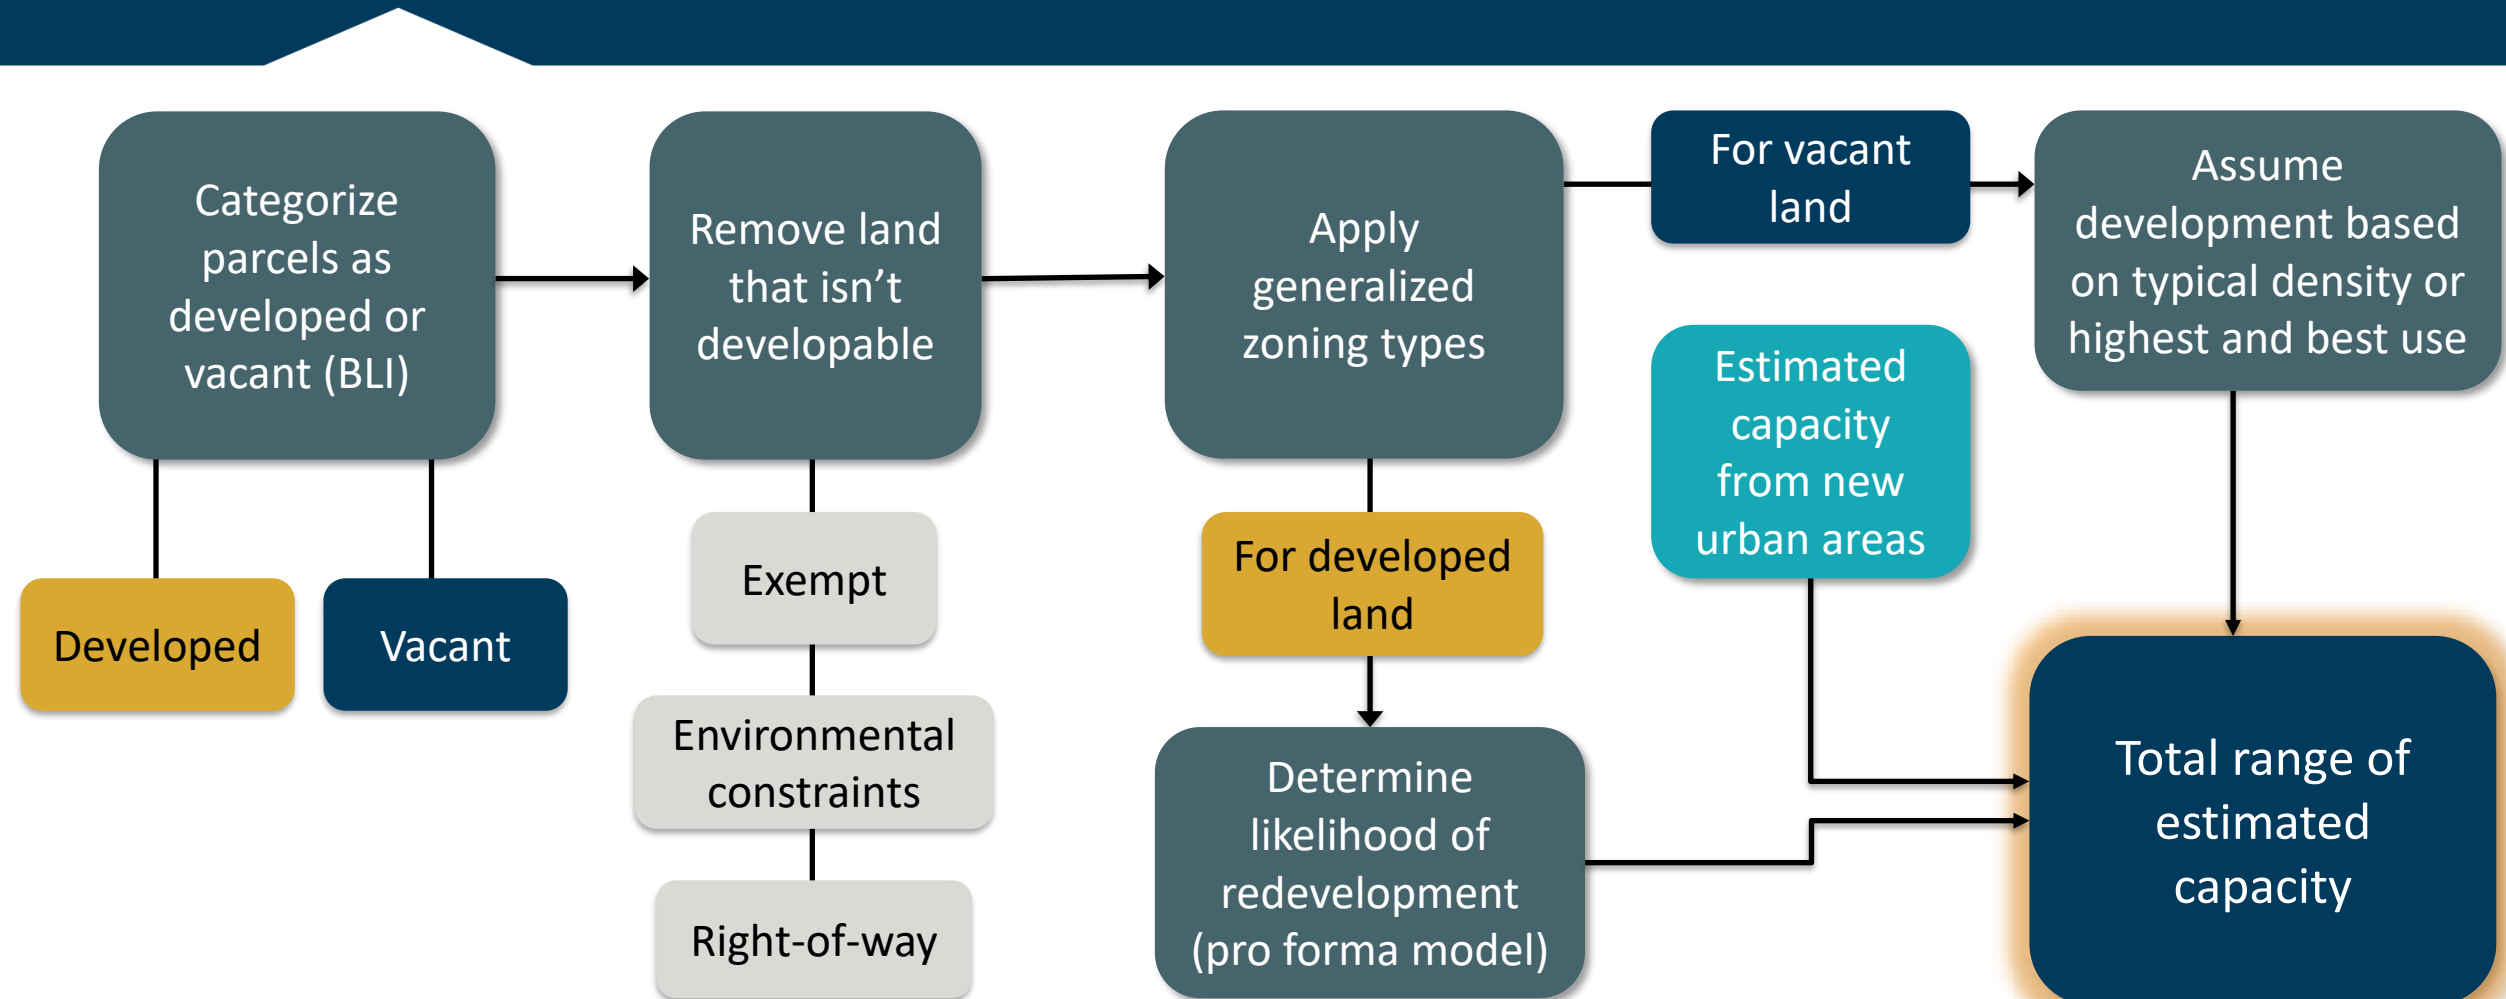 Categorize
parcels as
developed or
vacant (BLI)
Developed
Vacant
Remove land
that isn’t
developable
Exempt
Environmental
constraints
Right-of-way
Apply
generalized
zoning types
For developed
land
Determine
likelihood of
redevelopment
(pro forma model)
For vacant
land
Estimated
capacity
from new
urban areas
Assume
development based
on typical density or
highest and best use
Total range of
estimated
capacity